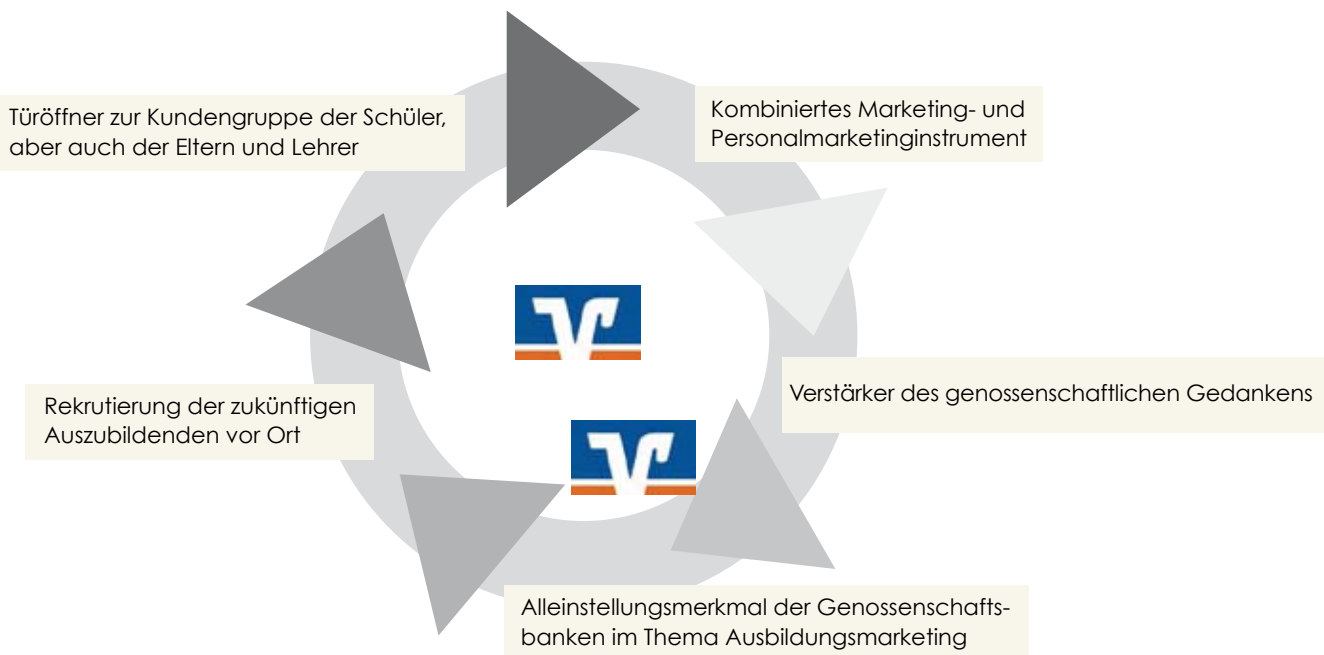 Türöffner zur Kundengruppe der Schüler,
aber auch der Eltern und Lehrer
Kombiniertes Marketing- und
Personalmarketinginstrument
Verstärker des genossenschaftlichen Gedankens
Rekrutierung der zukünftigen
Auszubildenden vor Ort
Alleinstellungsmerkmal der Genossenschafts-
banken im Thema Ausbildungsmarketing